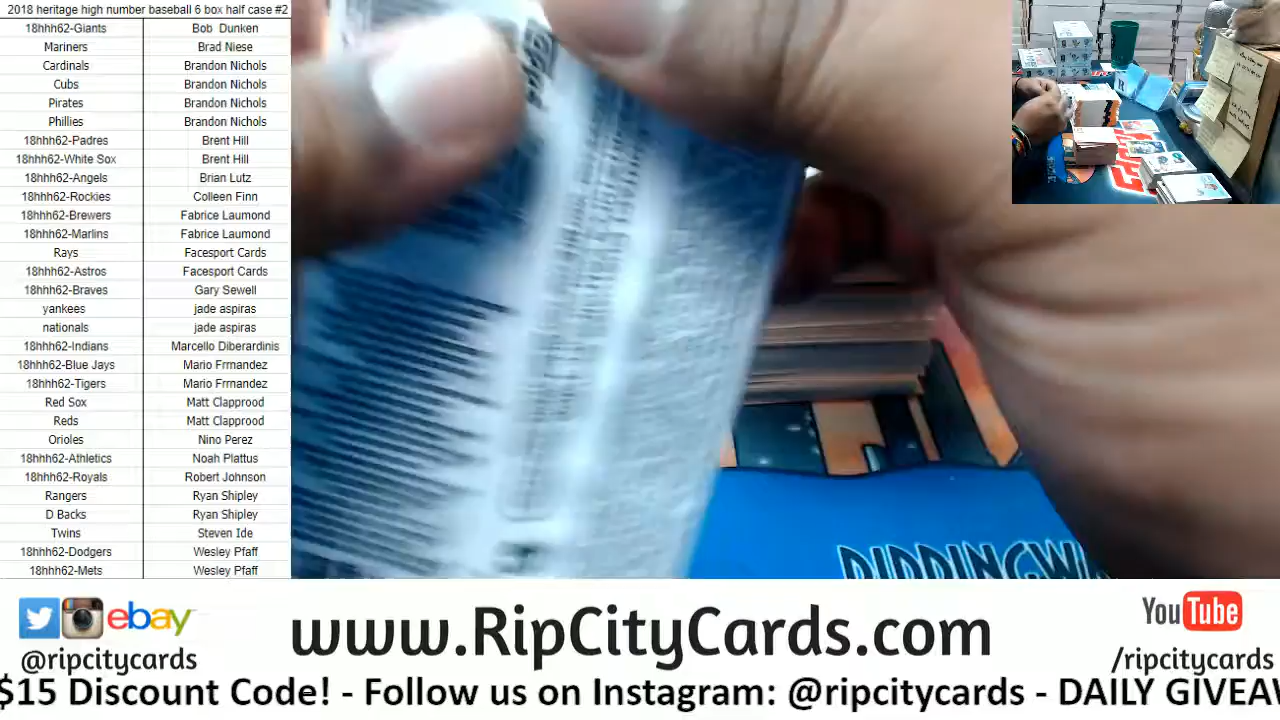 2018 heritage high number baseball 6 box half case #2
18hhh62-Giants Bob Dunken
Mariners Brad Niese
Cardinals Brandon Nichols
Cubs Brandon Nichols
Pirates Brandon Nichols
Phillies Brandon Nichols
18hhh62-Padres Brent Hill
18hhh62-White Sox Brent Hill
18hhh62-Angels Brian Lutz
18hhh62-Rockies Colleen Finn
18hhh62-Brewers Fabrice Laumond
18hhh62-Marlins Fabrice Laumond
Rays Facesport Cards
18hhh62-Astros Facesport Cards
18hhh62-Braves Gary Sewell
yankees jade aspiras
nationals jade aspiras
18hhh62-Indians Marcello Diberardinis
18hhh62-Blue Jays Mario Frrnandez
18hhh62-Tigers Mario Frrnandez
Red Sox Matt Clapprood
Reds Matt Clapprood
Orioles Nino Perez
18hhh62-Athletics Noah Plattus
18hhh62-Royals Robert Johnson
Rangers Ryan Shipley
D Backs Ryan Shipley
Twins Steven Ide
18hhh62-Dodgers Wesley Pfaff
18hhh62-Mets Wesley Pfaff
ebay
@ripcitycards
www.RipCityCards.com
YouTube
/ripcitycards
$15 Discount Code! - Follow us on Instagram: @ripcitycards - DAILY GIVEAW